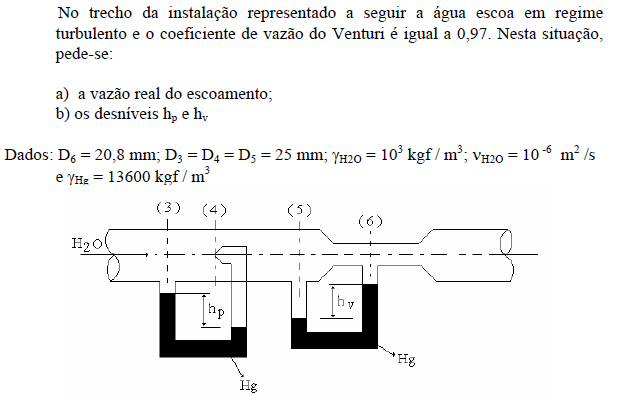 No trecho da instalação representado a seguir a água escoa em regime
turbulento e o coeficiente de vazão do Venturi é igual a 0,97. Nesta situação,
pede-se:
a) a vazão real do escoamento;
b) os desníveis hp e hv
Dados: D6 = 20,8 mm; D3 = D4 = D5 = 25 mm; γH2O = 10³ kgf / m³; νH2O = 10⁻⁶ m² /s
e γHg = 13600 kgf / m³
(3) (4) (5) (6)
H2O
hp hv
Hg Hg